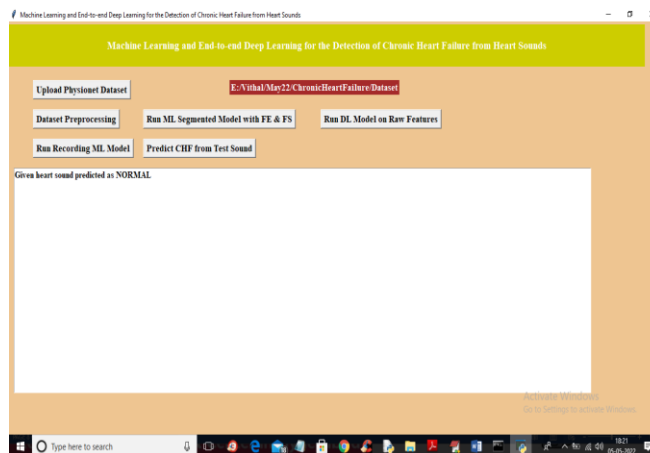 Machine Learning and End-to-end Deep Learning for the Detection of Chronic Heart Failure from Heart Sounds
Machine Learning and End-to-end Deep Learning for the Detection of Chronic Heart Failure from Heart Sounds
Upload Physionet Dataset
E:/Vithal/May22/ChronicHeartFailure/Dataset
Dataset Preprocessing
Run ML Segmented Model with FE & FS
Run DL Model on Raw Features
Run Recording ML Model
Predict CHF from Test Sound
Given heart sound predicted as NORMAL
Activate Windows
Go to Settings to activate Windows.
Type here to search
18:21
05-05-2022